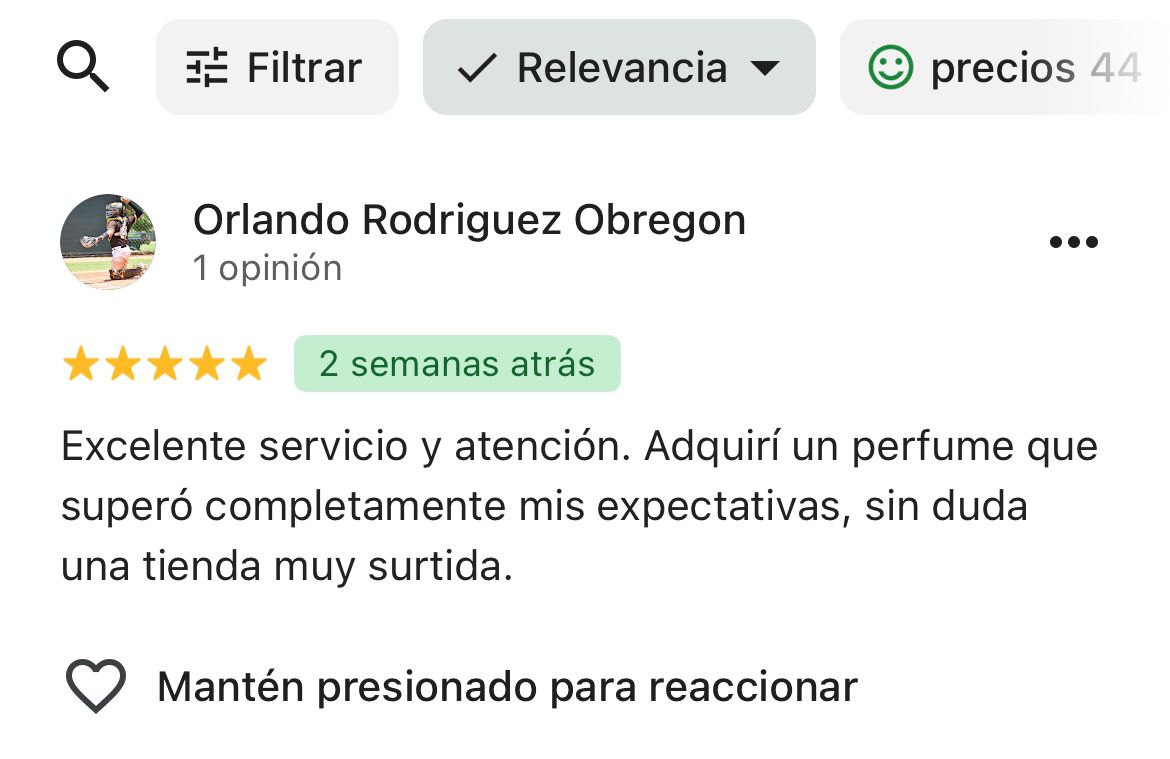 Filtrar
Relevancia
precios 44
Orlando Rodriguez Obregon
1 opinión
2 semanas atrás
Excelente servicio y atención. Adquirí un perfume que
superó completamente mis expectativas, sin duda
una tienda muy surtida.
Mantén presionado para reaccionar